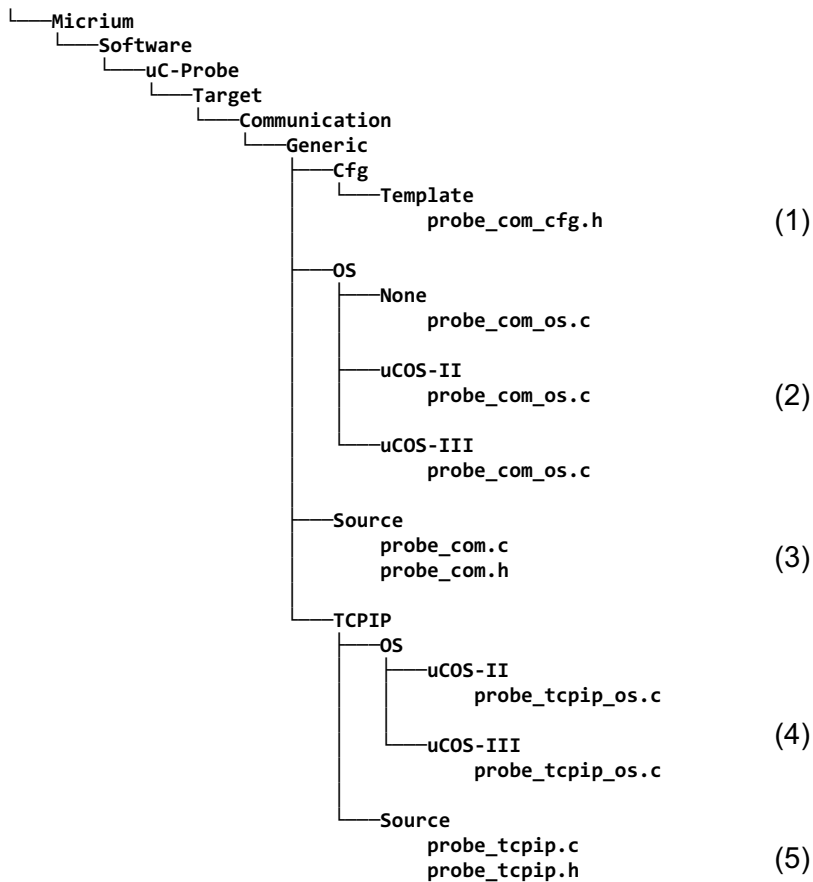 Micrium
Software
uC-Probe
Target
Communication
Generic
Cfg
Template
probe_com_cfg.h (1)
OS
None
probe_com_os.c
uCOS-II
probe_com_os.c (2)
uCOS-III
probe_com_os.c
Source
probe_com.c
probe_com.h (3)
TCPIP
OS
uCOS-II
probe_tcpip_os.c
uCOS-III (4)
probe_tcpip_os.c
Source
probe_tcpip.c
probe_tcpip.h (5)